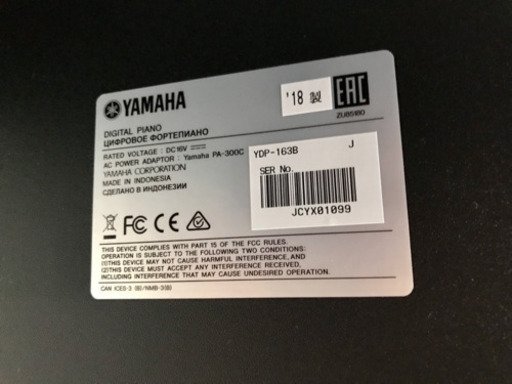 YAMAHA
'18 製
EAC
ZU85180
DIGITAL PIANO
ЦИФРОВОЕ ФОРТЕПИАНО
RATED VOLTAGE : DC16V
AC POWER ADAPTOR : Yamaha PA-300C
YAMAHA CORPORATION
MADE IN INDONESIA
СДЕЛАНО В ИНДОНЕЗИИ
YDP-163B J
SER No.
JCYX01099
FC CE
THIS DEVICE COMPLIES WITH PART 15 OF THE FCC RULES.
OPERATION IS SUBJECT TO THE FOLLOWING TWO CONDITIONS:
(1)THIS DEVICE MAY NOT CAUSE HARMFUL INTERFERENCE, AND
(2)THIS DEVICE MUST ACCEPT ANY INTERFERENCE RECEIVED,
INCLUDING INTERFERENCE THAT MAY CAUSE UNDESIRED OPERATION.
CAN ICES-3 (B)/NMB-3(B)